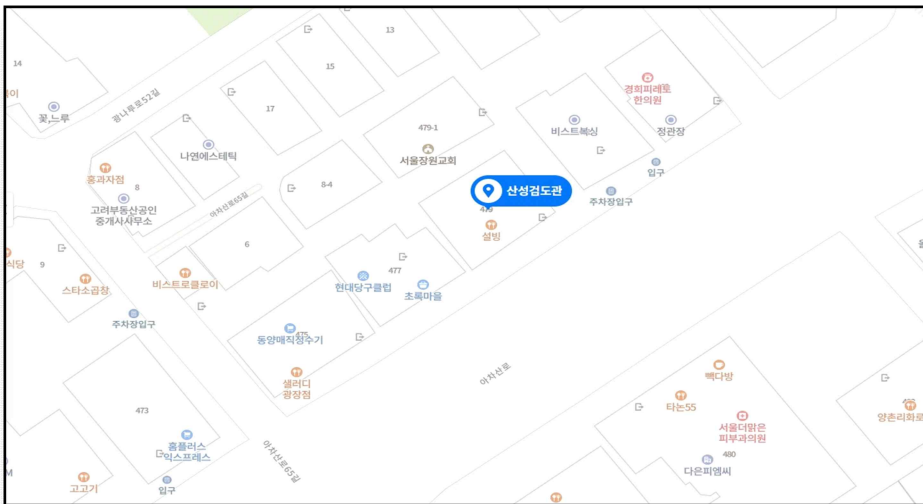 14
꽃,느루
광나루로52길
13
15
17
479-1
서울장원교회
나연에스테틱
홍과자점
8
고려부동산공인
중개사사무소
8-4
아차산로65길
6
경희피레토
한의원
비스트복싱
정관장
입구
주차장입구
산성검도관
설빙
식당
9
스타소곱창
비스트로클로이
주차장입구
477
현대당구클럽
초록마을
475
동양매직정수기
샐러디
광장점
아차산로
473
홈플러스
익스프레스
아차산로65길
고고기
입구
빽다방
타논55
서울더맑은
피부과의원
480
다은피엠씨
양촌리화로